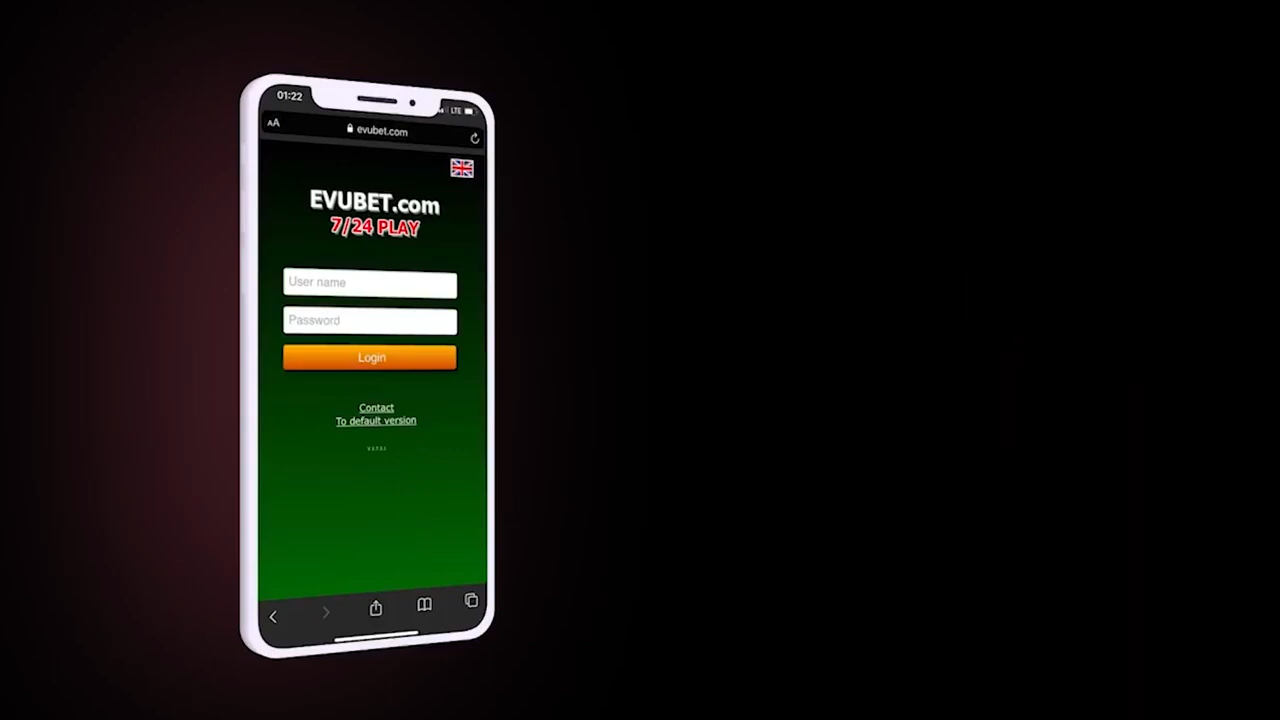 01:22
LTE
AA
evubet.com
EVUBET.com
7/24 PLAY
User name
Password
Login
Contact
To default version